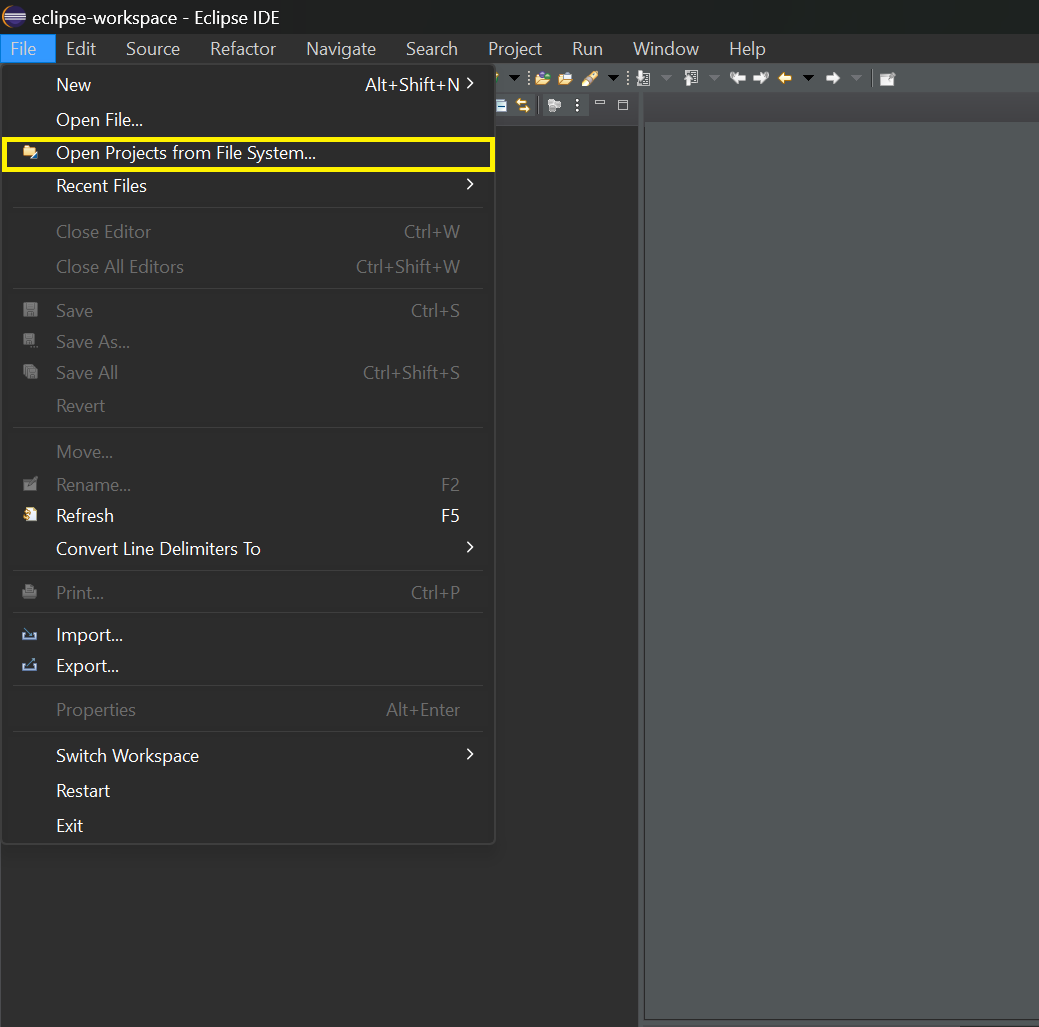 eclipse-workspace - Eclipse IDE
File Edit Source Refactor Navigate Search Project Run Window Help
New Alt+Shift+N
Open File...
Open Projects from File System...
Recent Files
Close Editor Ctrl+W
Close All Editors Ctrl+Shift+W
Save Ctrl+S
Save As...
Save All Ctrl+Shift+S
Revert
Move...
Rename... F2
Refresh F5
Convert Line Delimiters To
Print... Ctrl+P
Import...
Export...
Properties Alt+Enter
Switch Workspace
Restart
Exit